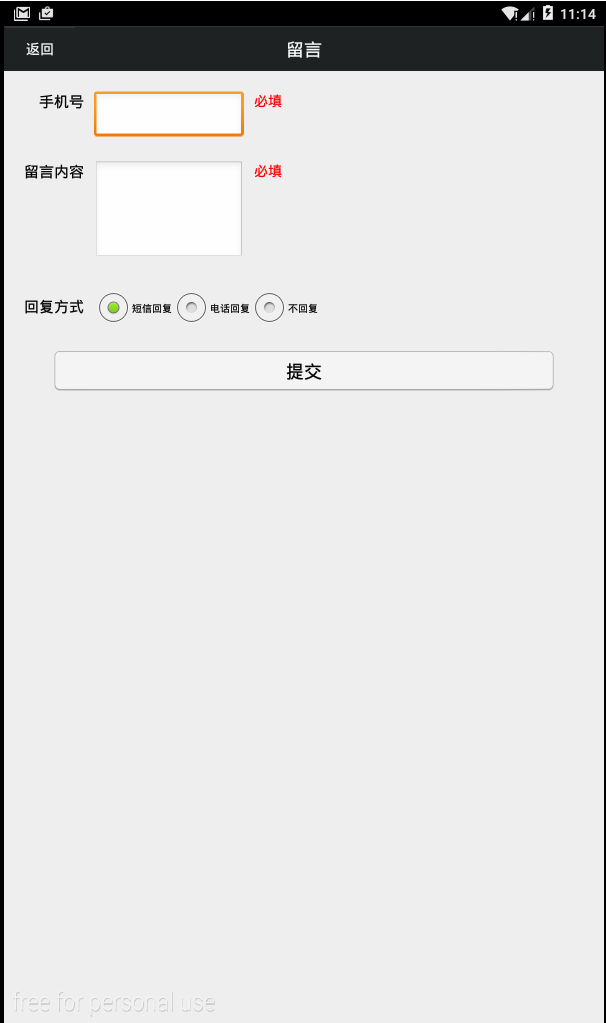 11:14
返回 留言
手机号 必填
留言内容 必填
回复方式 短信回复 电话回复 不回复
提交
free for personal use